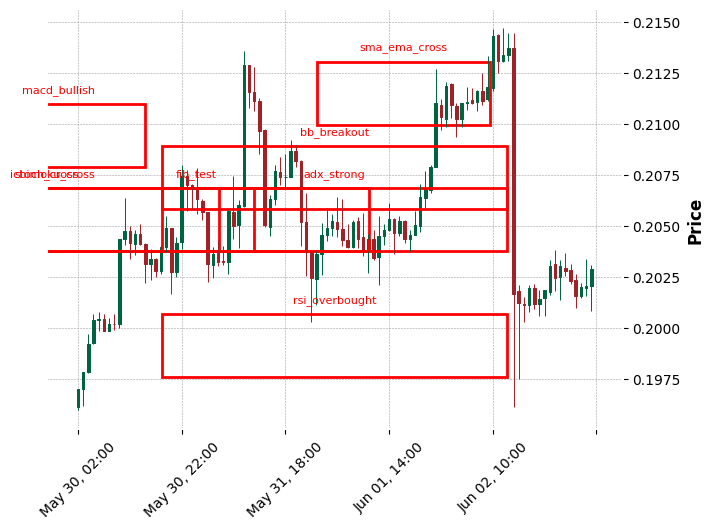 0.2150
sma_ema_cross
0.2125
macd_bullish
0.2100
bb_breakout
0.2075
stoch_cross
fib_test
adx_strong
0.2050
Price
0.2025
rsi_overbought
0.2000
0.1975
May 30, 02:00
May 30, 22:00
May 31, 18:00
Jun 01, 14:00
Jun 02, 10:00